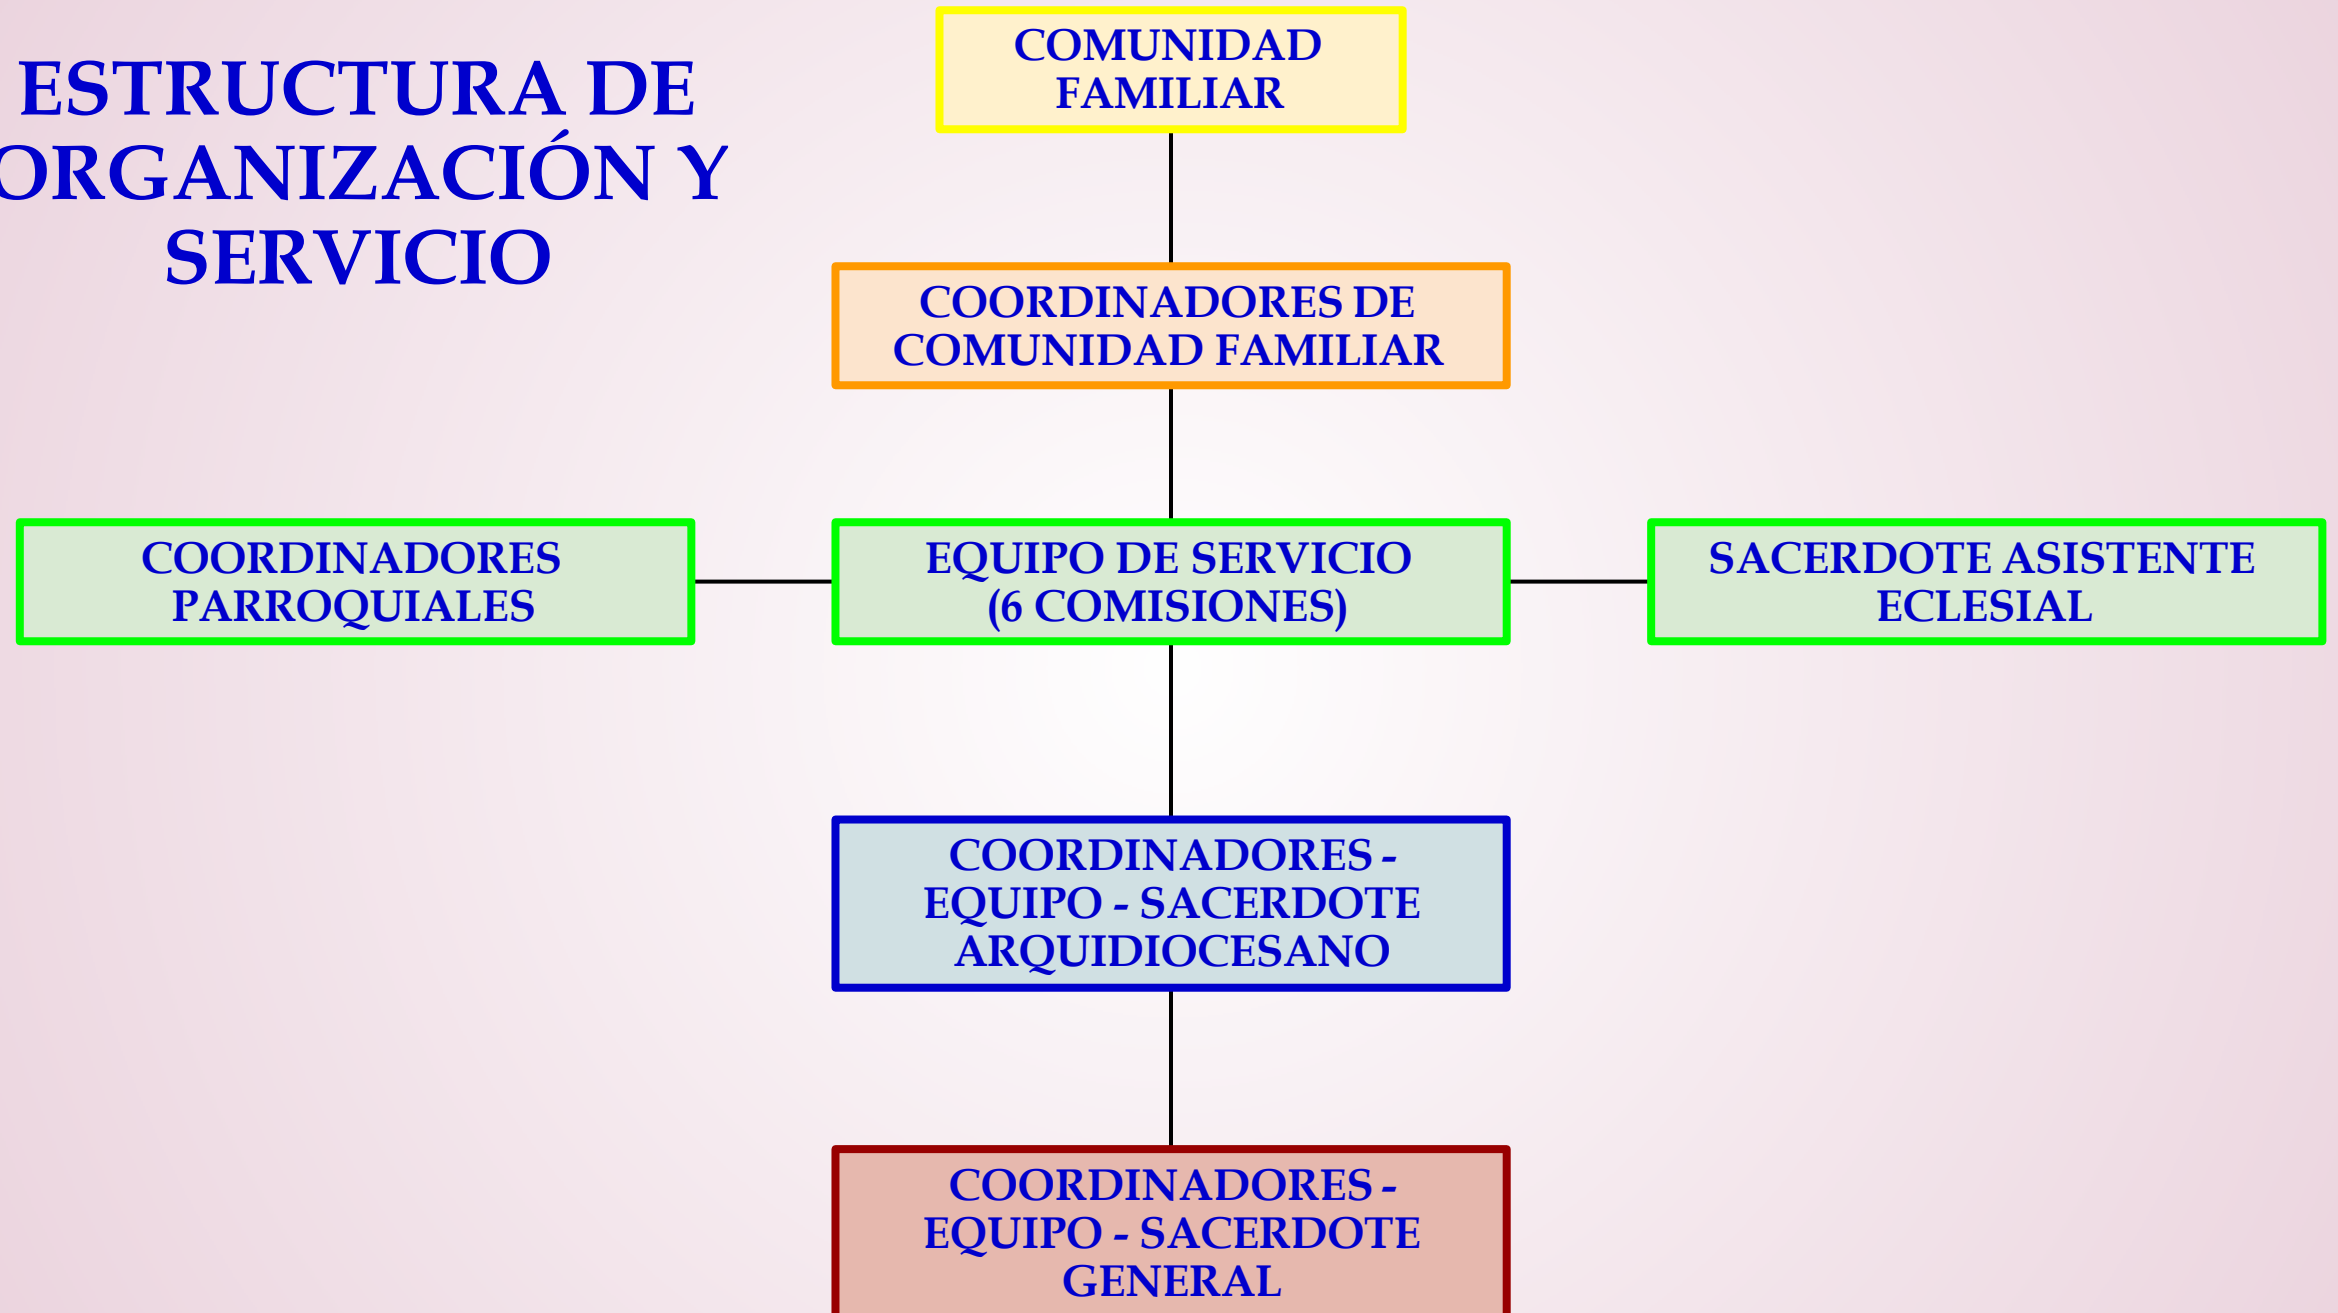 ESTRUCTURA DE
ORGANIZACIÓN Y
SERVICIO
COMUNIDAD
FAMILIAR
COORDINADORES DE
COMUNIDAD FAMILIAR
COORDINADORES
PARROQUIALES
EQUIPO DE SERVICIO
(6 COMISIONES)
SACERDOTE ASISTENTE
ECLESIAL
COORDINADORES -
EQUIPO - SACERDOTE
ARQUIDIOCESANO
COORDINADORES -
EQUIPO - SACERDOTE
GENERAL